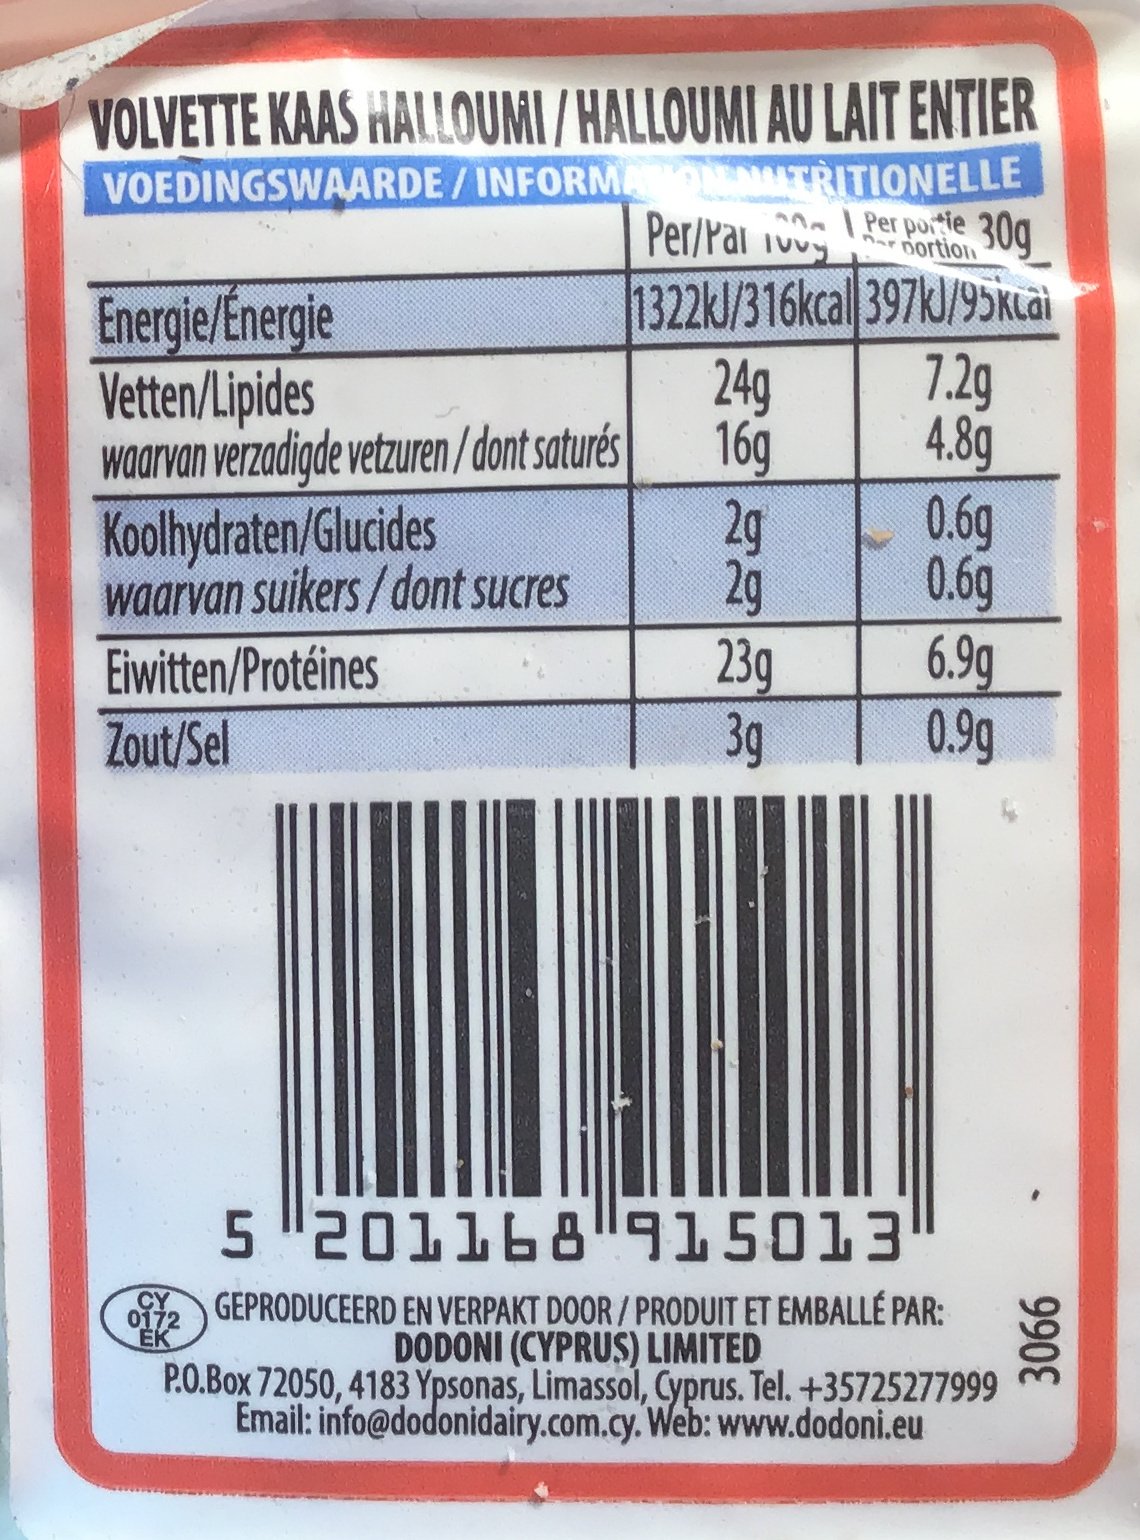 VOLVETTE KAAS HALLOUMI / HALLOUMI AU LAIT ENTIER
VOEDINGSWAARDE / INFORMATION NUTRITIONELLE
Per/Par 100g Per portie 30g
Par portion
Energie/Énergie 1322kJ/316kcal 397kJ/95kcal
Vetten/Lipides 24g 7.2g
waarvan verzadigde vetzuren / dont saturés 16g 4.8g
Koolhydraten/Glucides 2g 0.6g
waarvan suikers / dont sucres 2g 0.6g
Eiwitten/Protéines 23g 6.9g
Zout/Sel 3g 0.9g
5 201168 915013
CY
0172
EK
GEPRODUCEERD EN VERPAKT DOOR / PRODUIT ET EMBALLÉ PAR:
DODONI (CYPRUS) LIMITED
P.O.Box 72050, 4183 Ypsonas, Limassol, Cyprus. Tel. +35725277999
Email: info@dodonidairy.com.cy. Web: www.dodoni.eu
3066